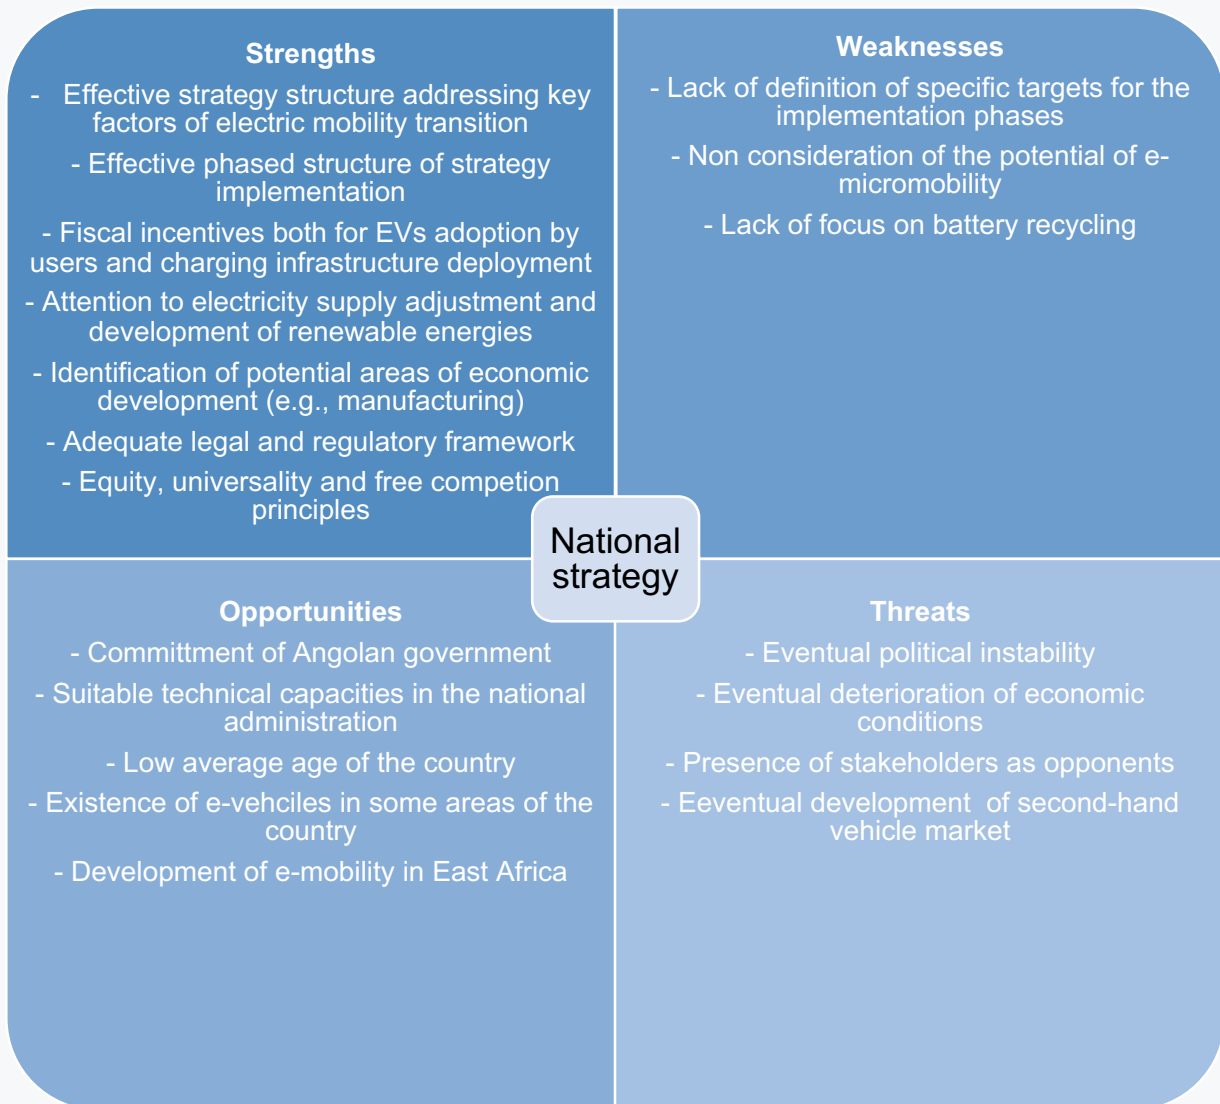 Strengths
- Effective strategy structure addressing key
factors of electric mobility transition
- Effective phased structure of strategy
implementation
- Fiscal incentives both for EVs adoption by
users and charging infrastructure deployment
- Attention to electricity supply adjustment and
development of renewable energies
- Identification of potential areas of economic
development (e.g., manufacturing)
- Adequate legal and regulatory framework
- Equity, universality and free competion
principles
Weaknesses
- Lack of definition of specific targets for the
implementation phases
- Non consideration of the potential of e-
micromobility
- Lack of focus on battery recycling
National
strategy
Opportunities
- Committment of Angolan government
- Suitable technical capacities in the national
administration
- Low average age of the country
- Existence of e-vehciles in some areas of the
country
- Development of e-mobility in East Africa
Threats
- Eventual political instability
- Eventual deterioration of economic
conditions
- Presence of stakeholders as opponents
- Eeventual development  of second-hand
vehicle market